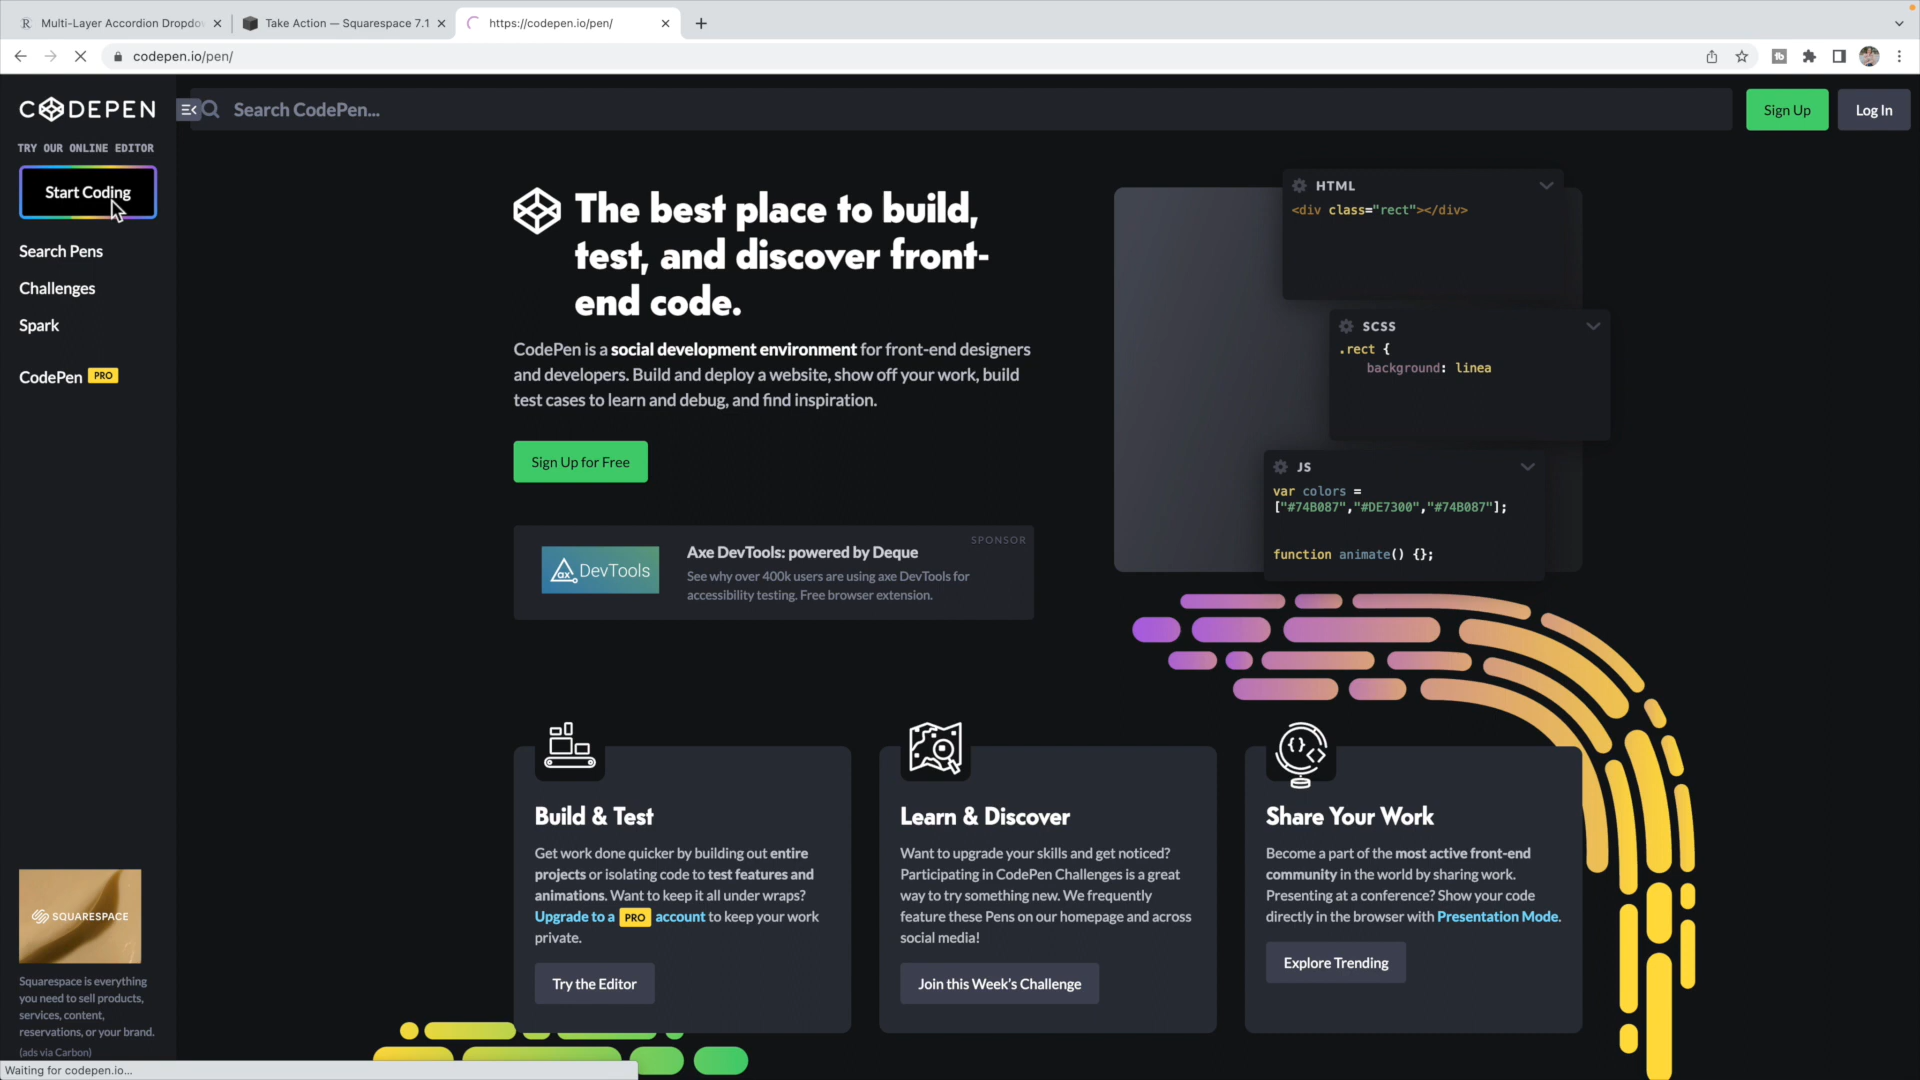 Multi-Layer Accordion Dropdow
Take Action — Squarespace 7.1
https://codepen.io/pen/
codepen.io/pen/
CODEPEN
Search CodePen...
Sign Up
Log In
TRY OUR ONLINE EDITOR
Start Coding
Search Pens
Challenges
Spark
CodePen PRO
The best place to build,
test, and discover front-
end code.
CodePen is a social development environment for front-end designers
and developers. Build and deploy a website, show off your work, build
test cases to learn and debug, and find inspiration.
Sign Up for Free
SPONSOR
DevTools
Axe DevTools: powered by Deque
See why over 400k users are using axe DevTools for
accessibility testing. Free browser extension.
HTML
<div class="rect"></div>
SCSS
.rect {
background: linea
JS
var colors =
["#74B087","#DE7300","#74B087"];
function animate() {};
Build & Test
Get work done quicker by building out entire
projects or isolating code to test features and
animations. Want to keep it all under wraps?
Upgrade to a PRO account to keep your work
private.
Try the Editor
Learn & Discover
Want to upgrade your skills and get noticed?
Participating in CodePen Challenges is a great
way to try something new. We frequently
feature these Pens on our homepage and across
social media!
Join this Week's Challenge
Share Your Work
Become a part of the most active front-end
community in the world by sharing work.
Presenting at a conference? Show your code
directly in the browser with Presentation Mode.
Explore Trending
SQUARESPACE
Squarespace is everything
you need to sell products,
services, content,
reservations, or your brand.
(ads via Carbon)
Waiting for codepen.io...